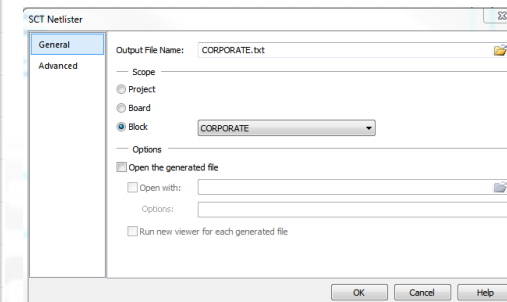 SCT Netlister
General
Advanced
Output File Name: CORPORATE.txt
Scope
Project
Board
Block CORPORATE
Options
Open the generated file
Open with:
Options:
Run new viewer for each generated file
OK Cancel Help